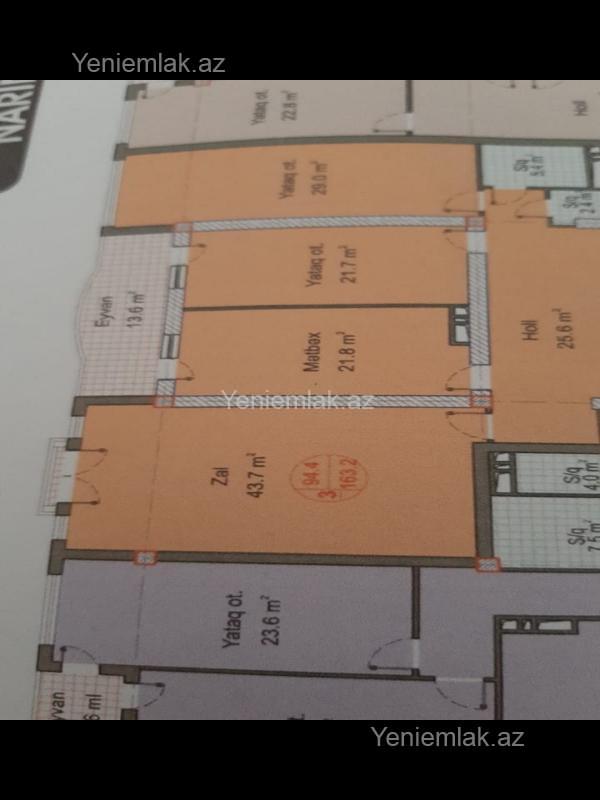 Yeniemlak.az
NARI
Yataq ot.
22.8 m²
Holl
Yataq ot.
29.0 m²
S/q
5.4 m²
S/q
2.4 m²
Yataq ot.
21.7 m²
Eyvan
13.6 m²
Mətbəx
21.8 m²
Holl
25.6 m²
Yeniemlak.az
Zal
43.7 m²
94.4
3
163.2
S/q
4.0 m²
S/q
7.5 m²
Yataq ot.
23.6 m²
yvan
6 ml
Yeniemlak.az